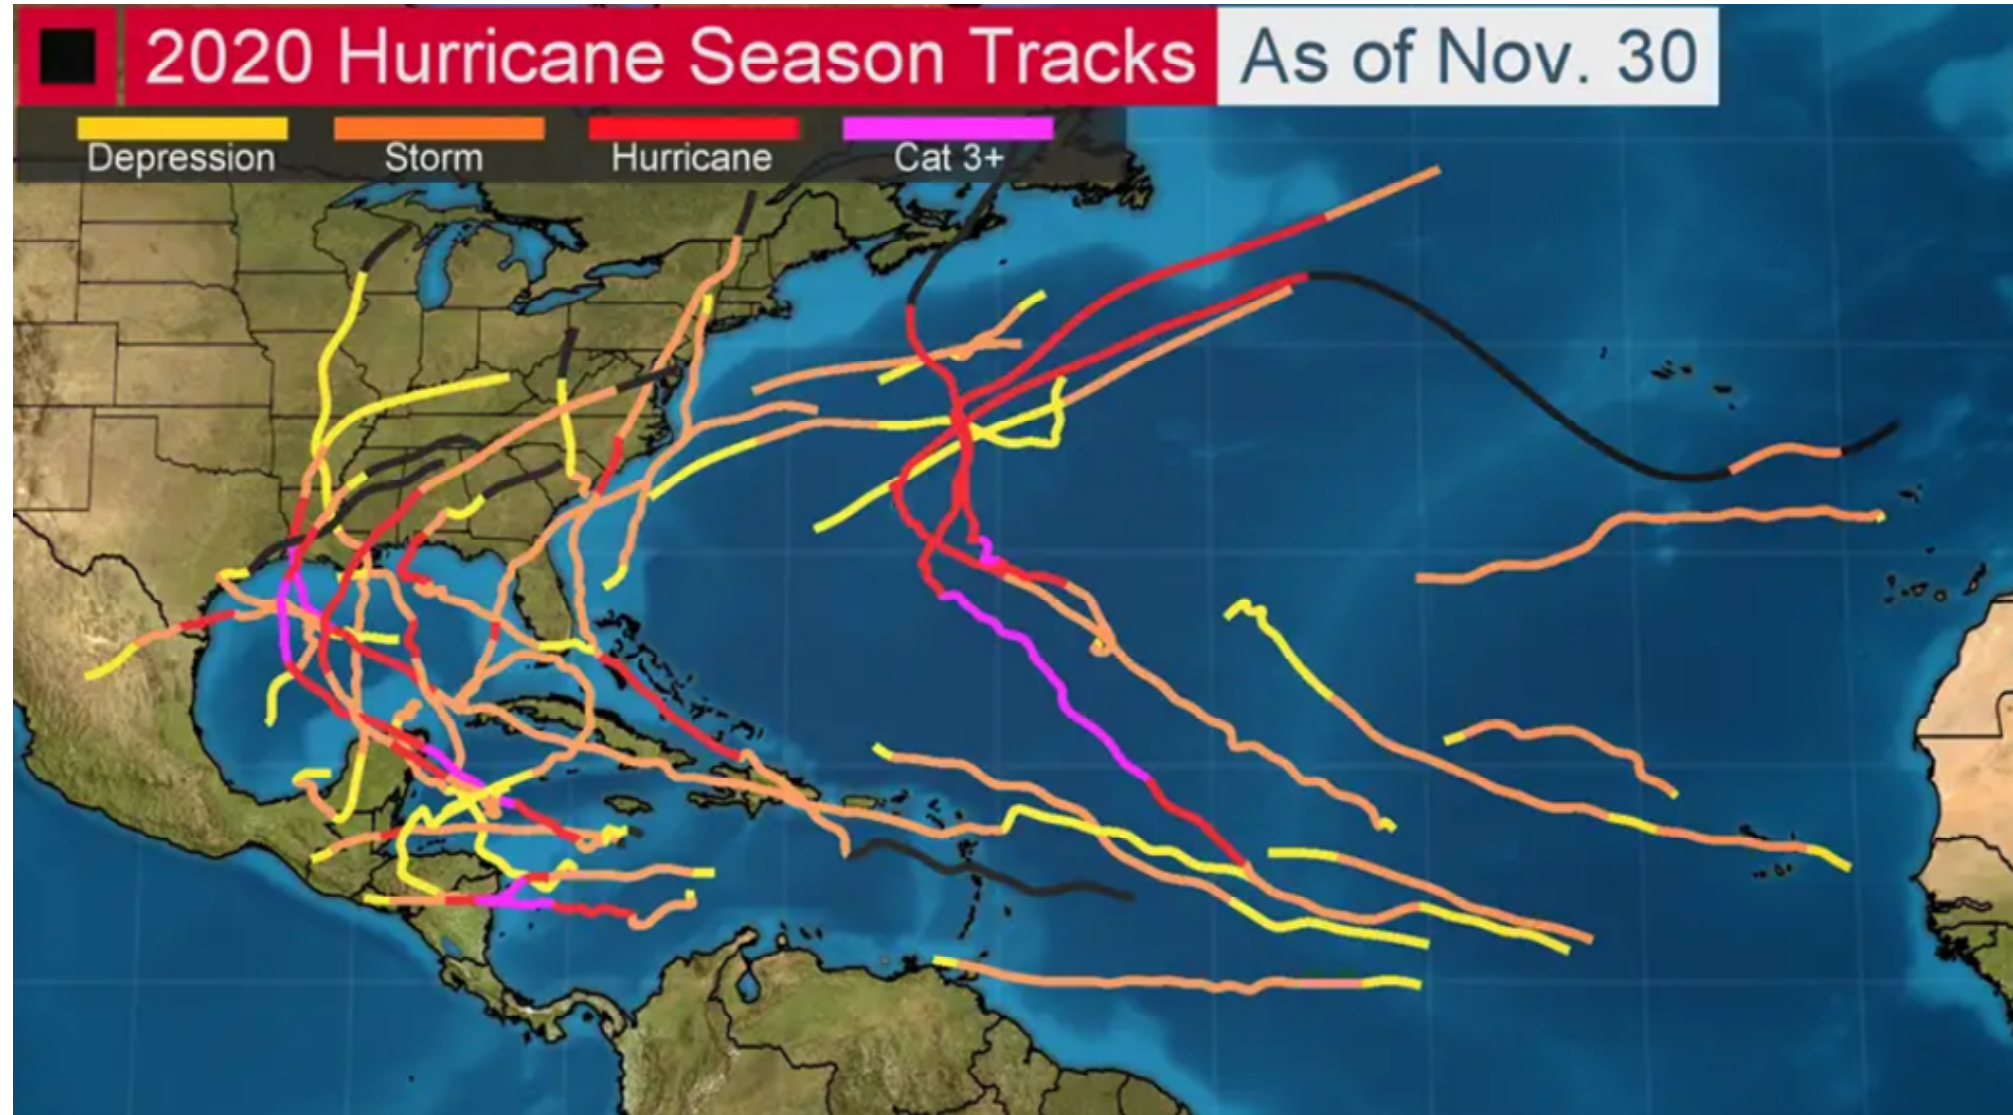 2020 Hurricane Season Tracks As of Nov. 30
Depression Storm Hurricane Cat 3+